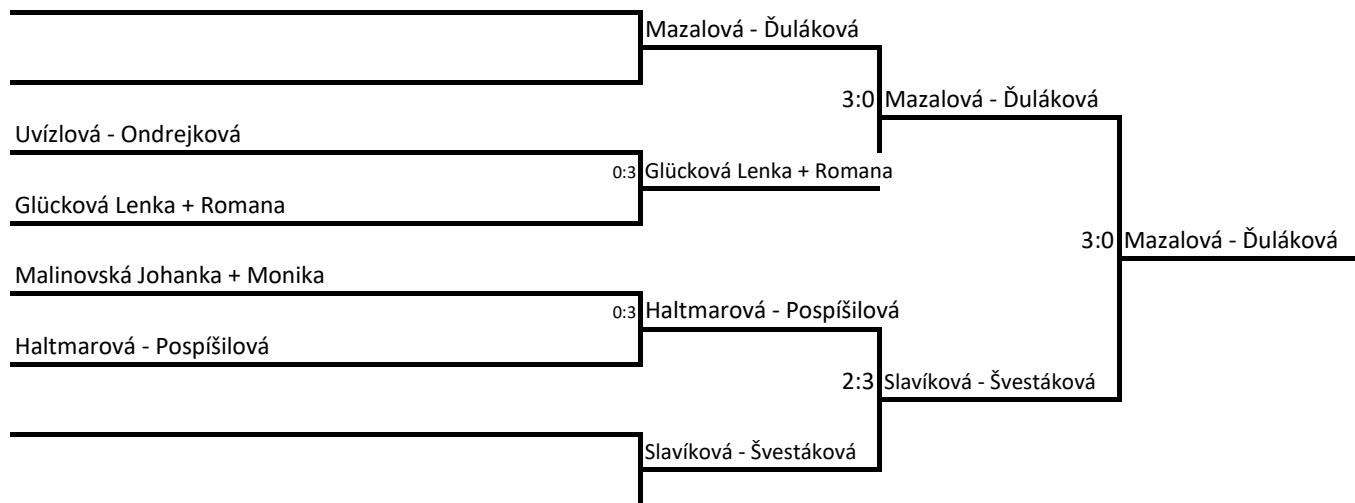 Mazalová - Ďuláková
3:0 Mazalová - Ďuláková
Uvízlová - Ondrejková
0:3 Glücková Lenka + Romana
Glücková Lenka + Romana
3:0 Mazalová - Ďuláková
Malinovská Johanka + Monika
0:3 Haltmarová - Pospíšilová
Haltmarová - Pospíšilová
2:3 Slavíková - Švestáková
Slavíková - Švestáková